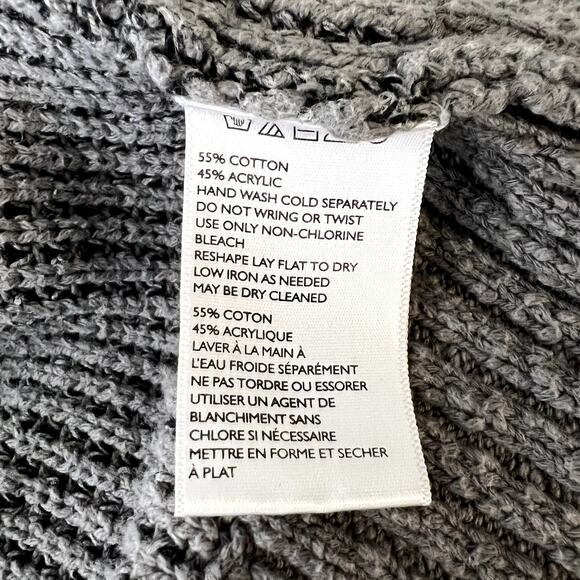 55% COTTON
45% ACRYLIC
HAND WASH COLD SEPARATELY
DO NOT WRING OR TWIST
USE ONLY NON-CHLORINE
BLEACH
RESHAPE LAY FLAT TO DRY
LOW IRON AS NEEDED
MAY BE DRY CLEANED
55% COTON
45% ACRYLIQUE
LAVER À LA MAIN À
L'EAU FROIDE SÉPARÉMENT
NE PAS TORDRE OU ESSORER
UTILISER UN AGENT DE
BLANCHIMENT SANS
CHLORE SI NÉCESSAIRE
METTRE EN FORME ET SECHER
À PLAT